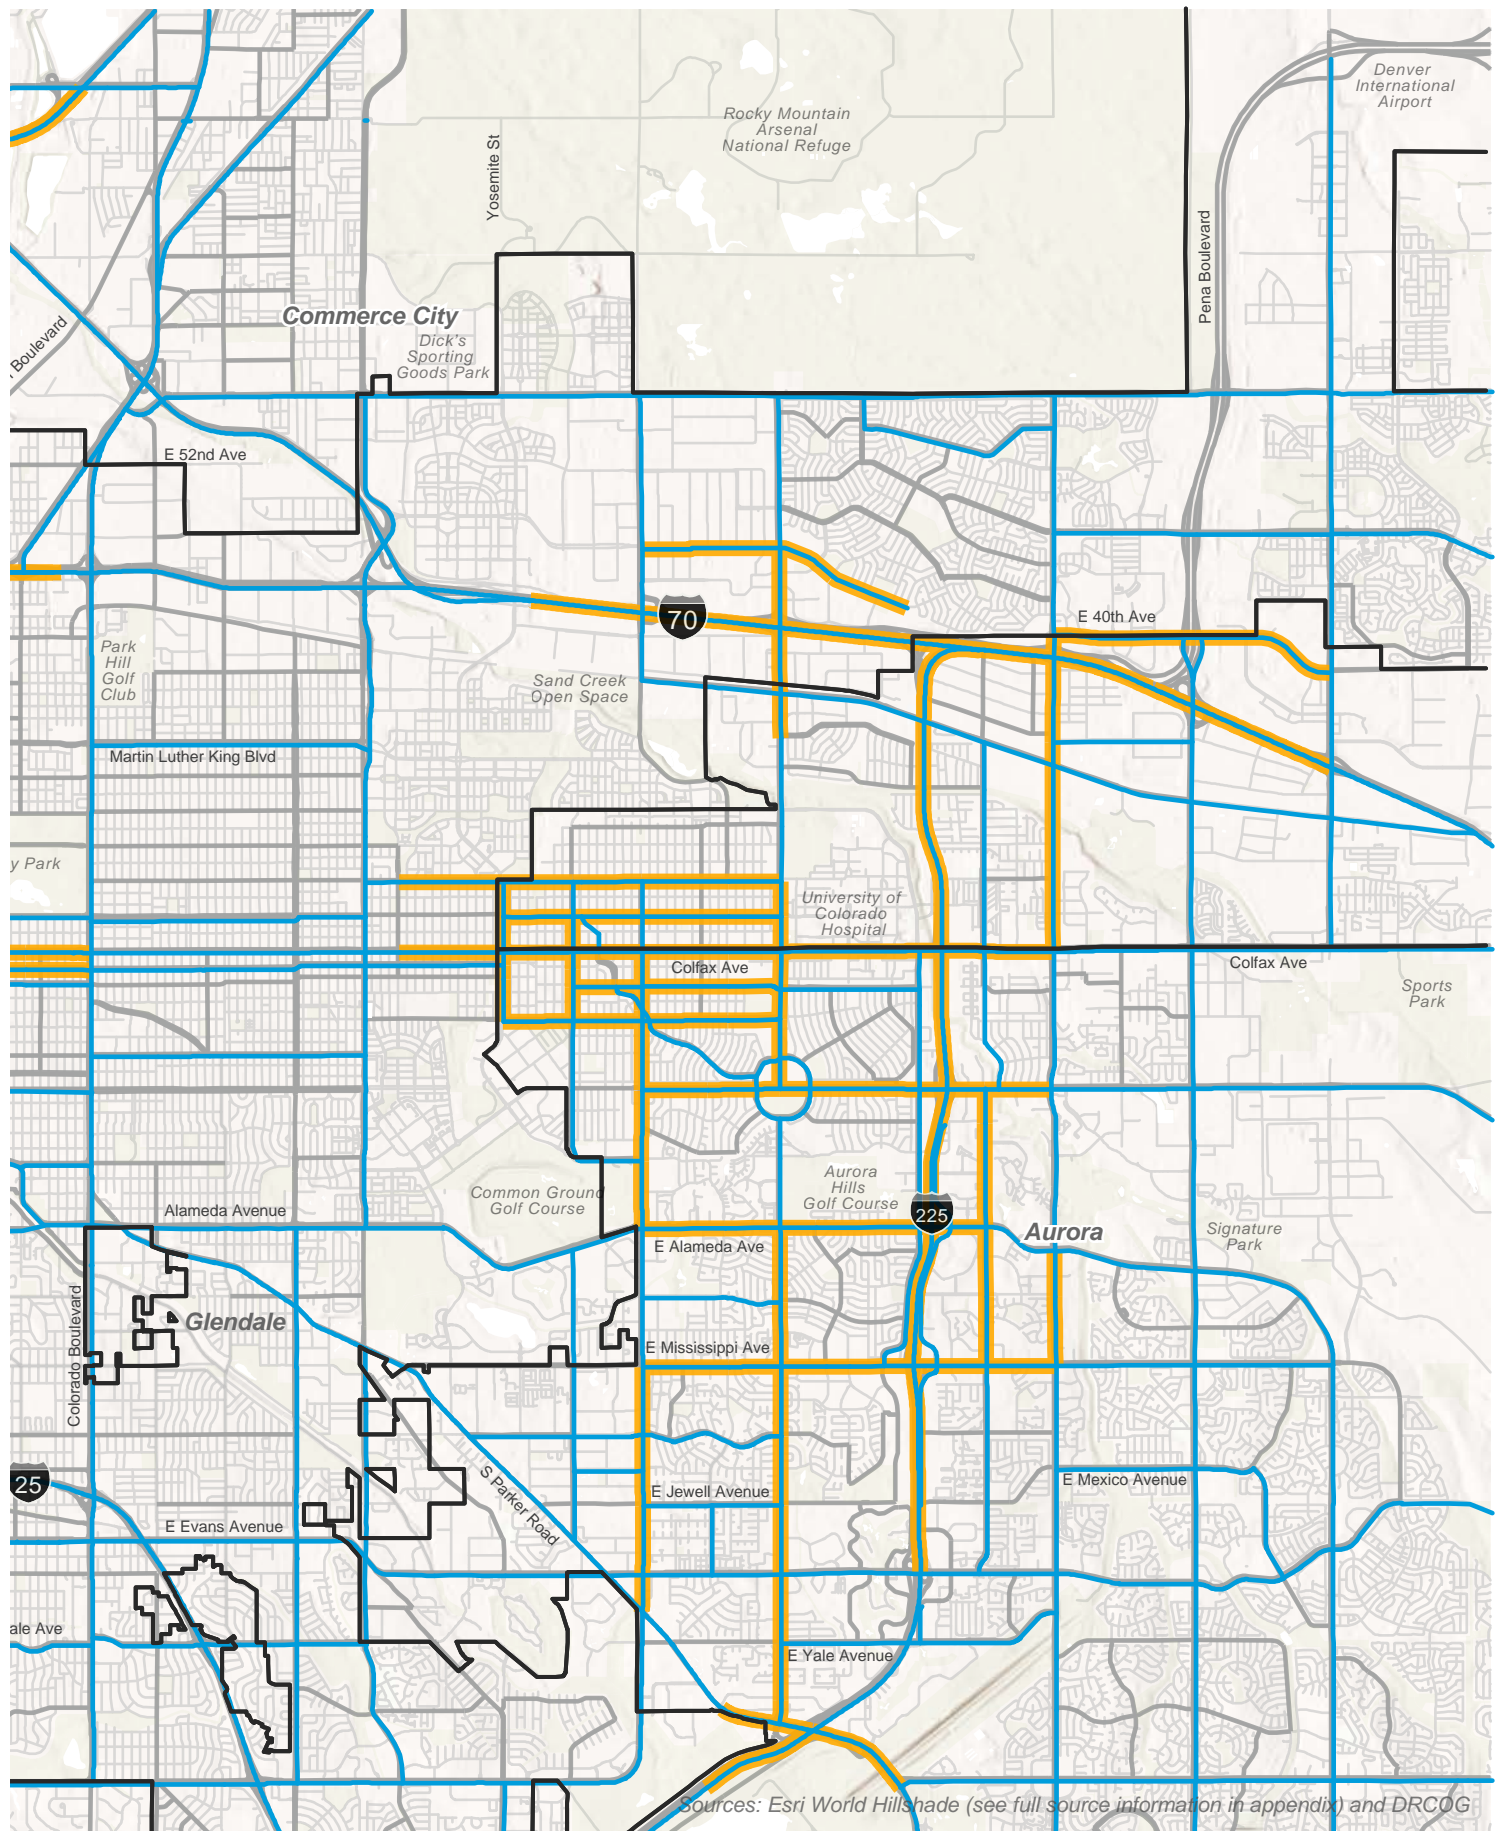 Denver
International
Airport
Rocky Mountain
Arsenal
National Refuge
Yosemite St
Pena Boulevard
Commerce City
Dick's
Sporting
Goods Park
Boulevard
E 52nd Ave
70
E 40th Ave
Park
Hill
Golf
Club
Sand Creek
Open Space
Martin Luther King Blvd
y Park
University of
Colorado
Hospital
Colfax Ave
Colfax Ave
Sports
Park
Common Ground
Golf Course
Aurora
Hills
Golf Course
Alameda Avenue
225
Aurora
Signature
Park
E Alameda Ave
Colorado Boulevard
Glendale
E Mississippi Ave
25
S Parker Road
E Jewell Avenue
E Mexico Avenue
E Evans Avenue
ale Ave
E Yale Avenue
Sources: Esri World Hillshade (see full source information in appendix) and DRCOG